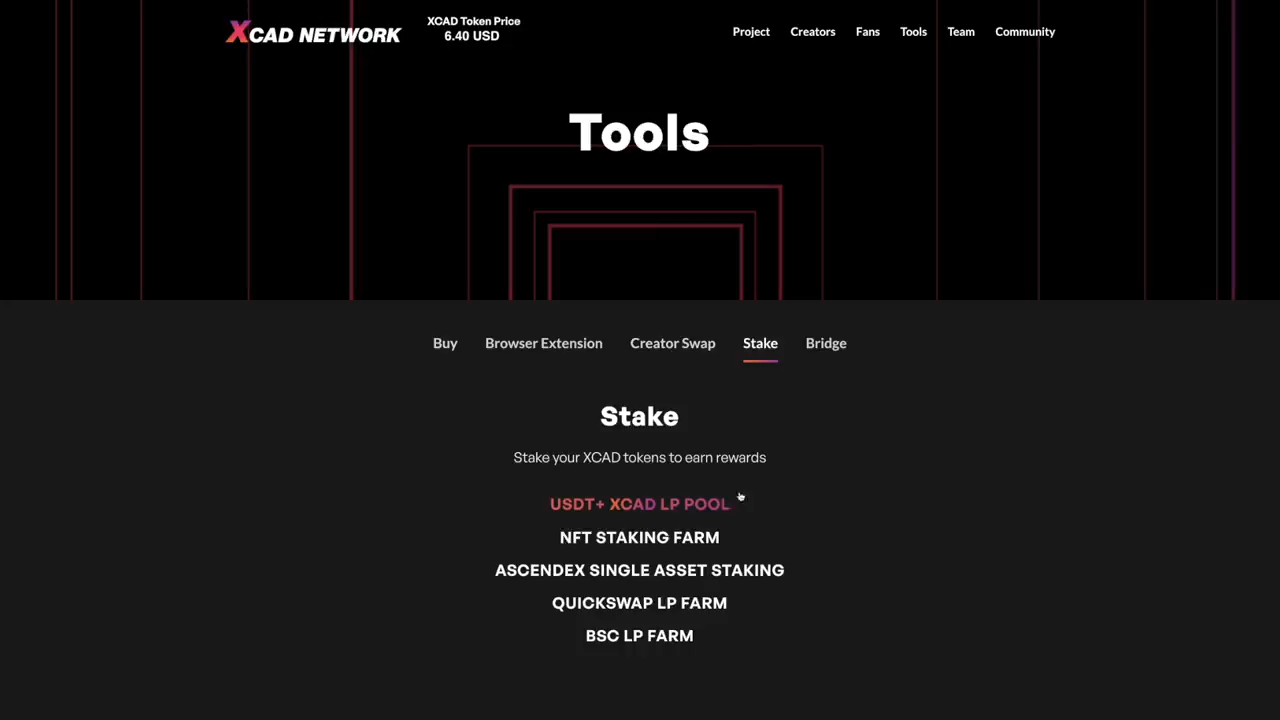 XCAD NETWORK
XCAD Token Price
6.40 USD
Project Creators Fans Tools Team Community
Tools
Buy Browser Extension Creator Swap Stake Bridge
Stake
Stake your XCAD tokens to earn rewards
USDT+ XCAD LP POOL
NFT STAKING FARM
ASCENDEX SINGLE ASSET STAKING
QUICKSWAP LP FARM
BSC LP FARM